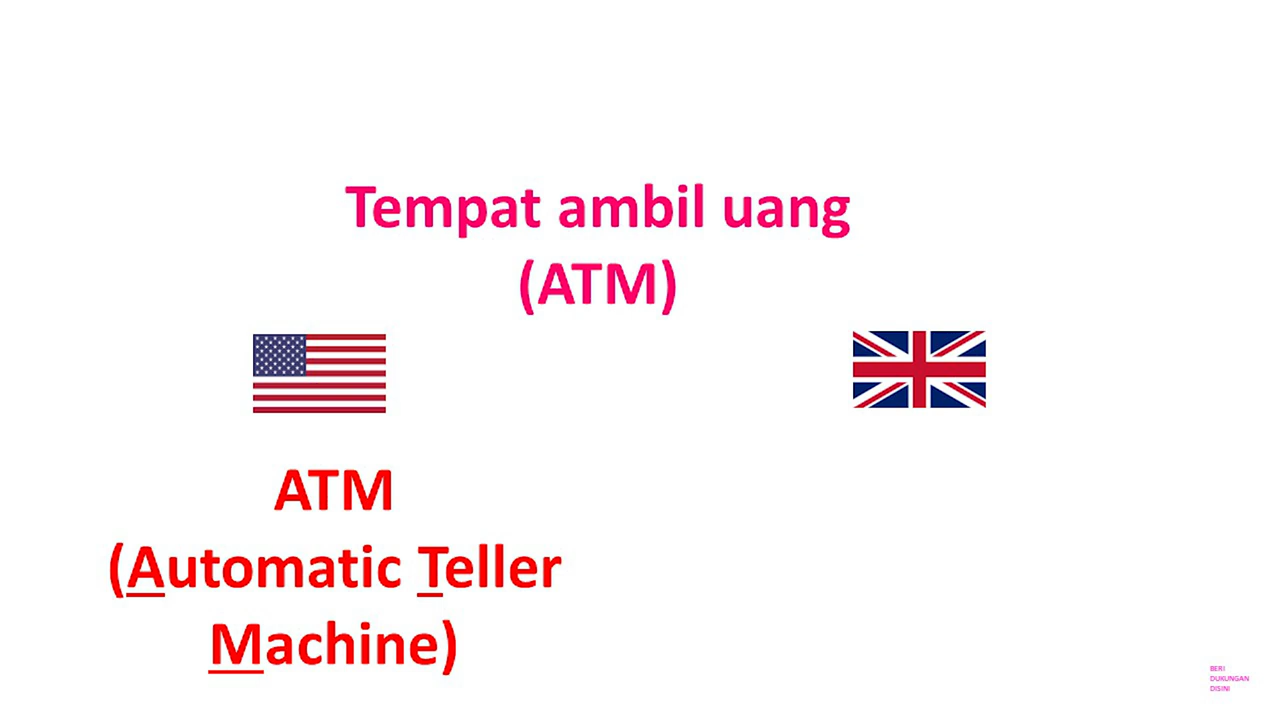 Tempat ambil uang
(ATM)
ATM
(Automatic Teller
Machine)
BERI
DUKUNGAN
DISINI